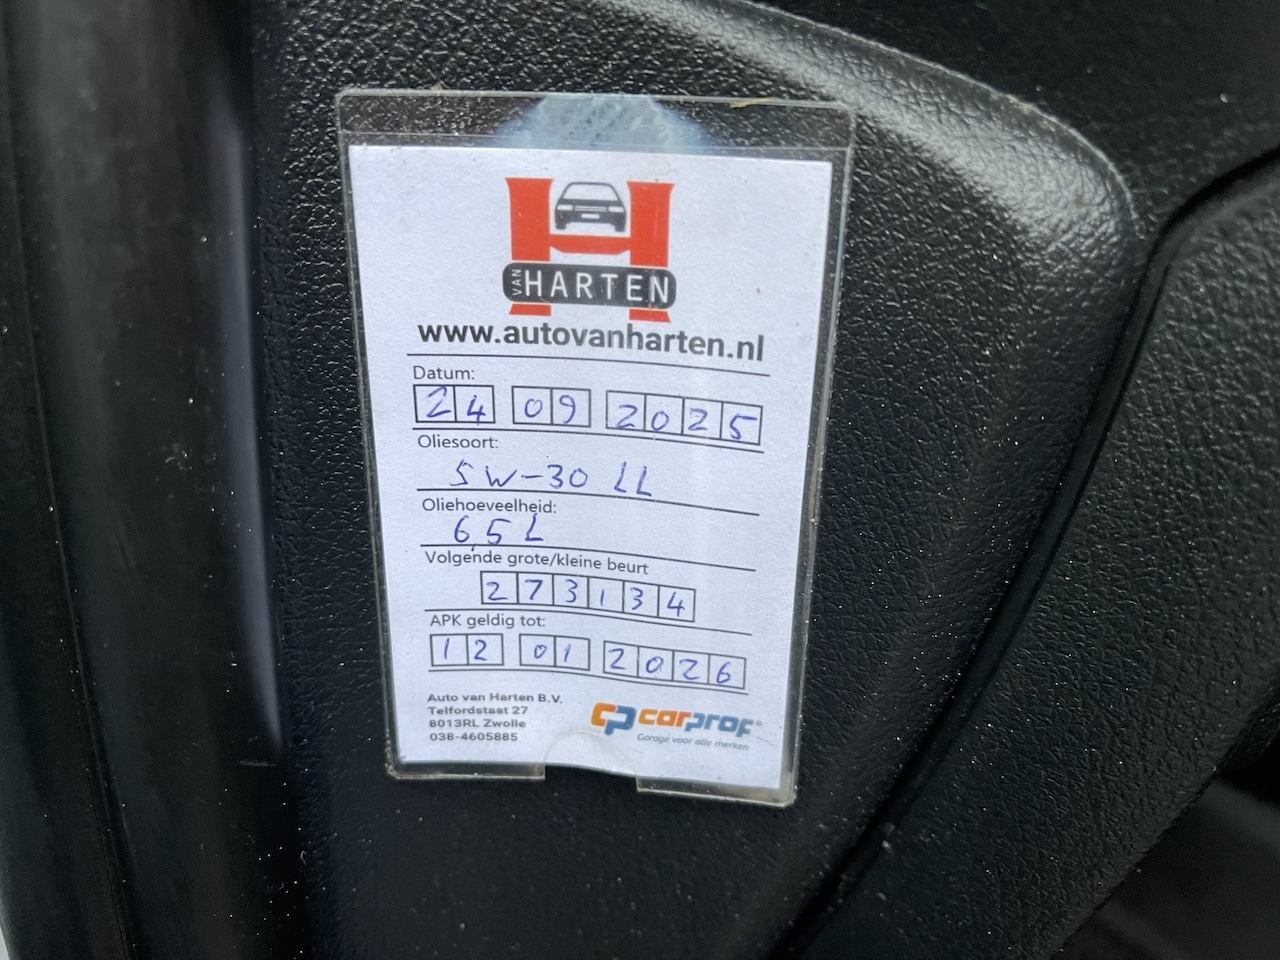 VAN HARTEN
www.autovanharten.nl
Datum:
24 09 2025
Oliesoort:
5W-30 LL
Oliehoeveelheid:
6,5 L
Volgende grote/kleine beurt
273134
APK geldig tot:
12 01 2026
Auto van Harten B.V.
Telfordstaat 27
8013RL Zwolle
038-4605885
CP carprof®
Garage voor alle merken